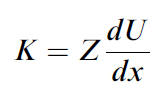 K = Z dU/dx